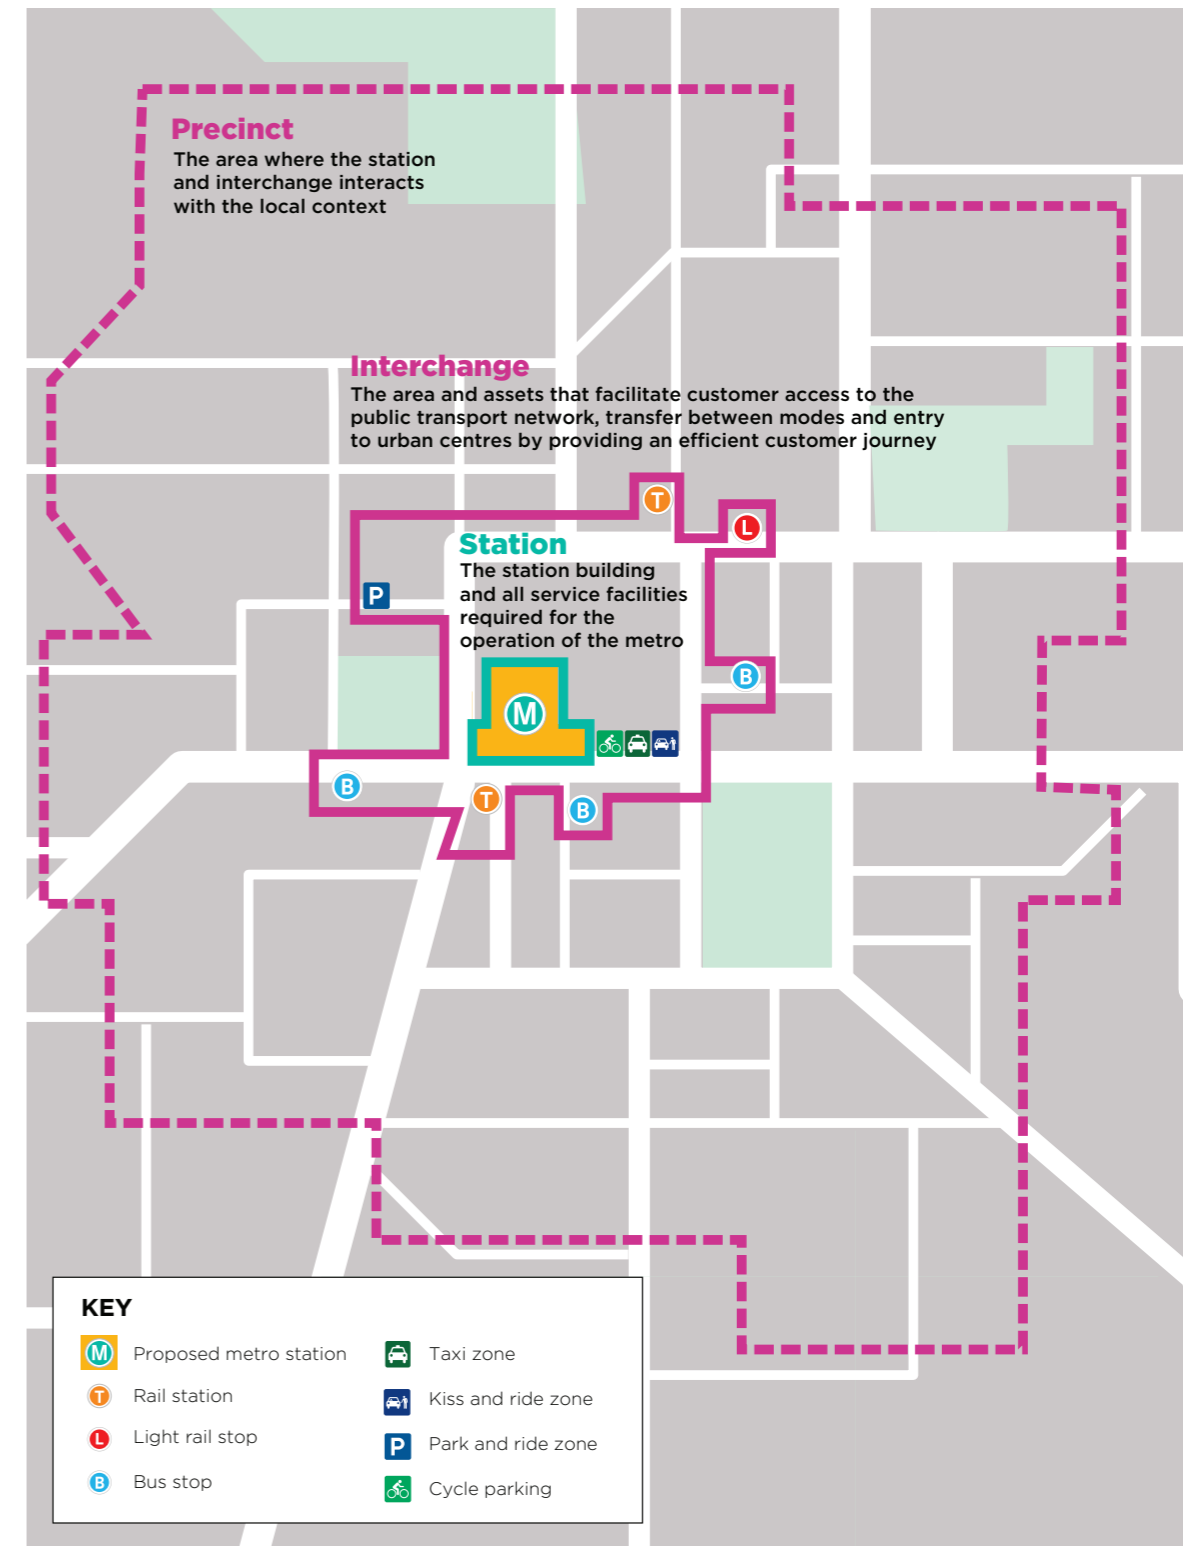 Precinct
The area where the station
and interchange interacts
with the local context
Interchange
The area and assets that facilitate customer access to the
public transport network, transfer between modes and entry
to urban centres by providing an efficient customer journey
T
L
Station
The station building
and all service facilities
required for the
operation of the metro
P
B
M
B
T
B
KEY
M Proposed metro station
T Rail station
L Light rail stop
B Bus stop
Taxi zone
Kiss and ride zone
P Park and ride zone
Cycle parking